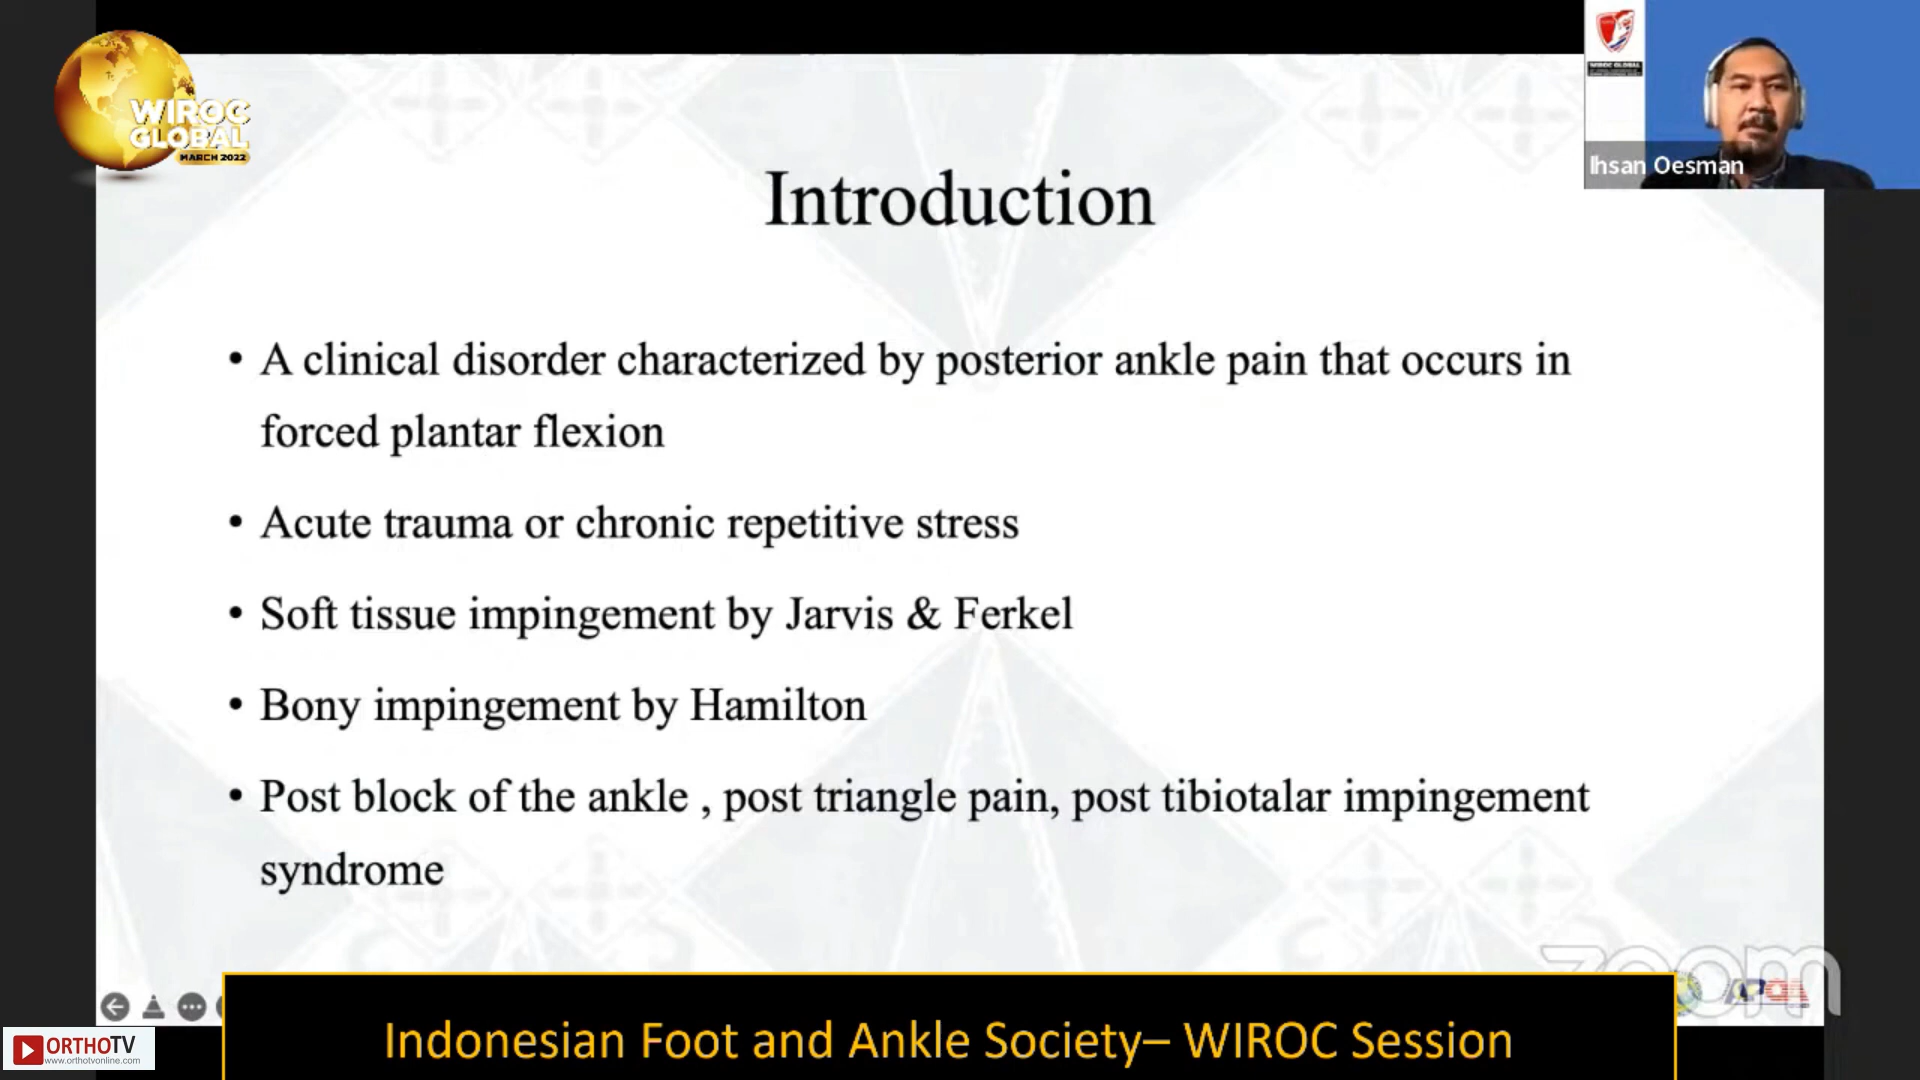 WIROC
GLOBAL
MARCH 2022
WIROC GLOBAL
Ihsan Oesman
Introduction
• A clinical disorder characterized by posterior ankle pain that occurs in
forced plantar flexion
• Acute trauma or chronic repetitive stress
• Soft tissue impingement by Jarvis & Ferkel
• Bony impingement by Hamilton
• Post block of the ankle , post triangle pain, post tibiotalar impingement
syndrome
zoom
ORTHOTV
www.orthotvonline.com
Indonesian Foot and Ankle Society– WIROC Session